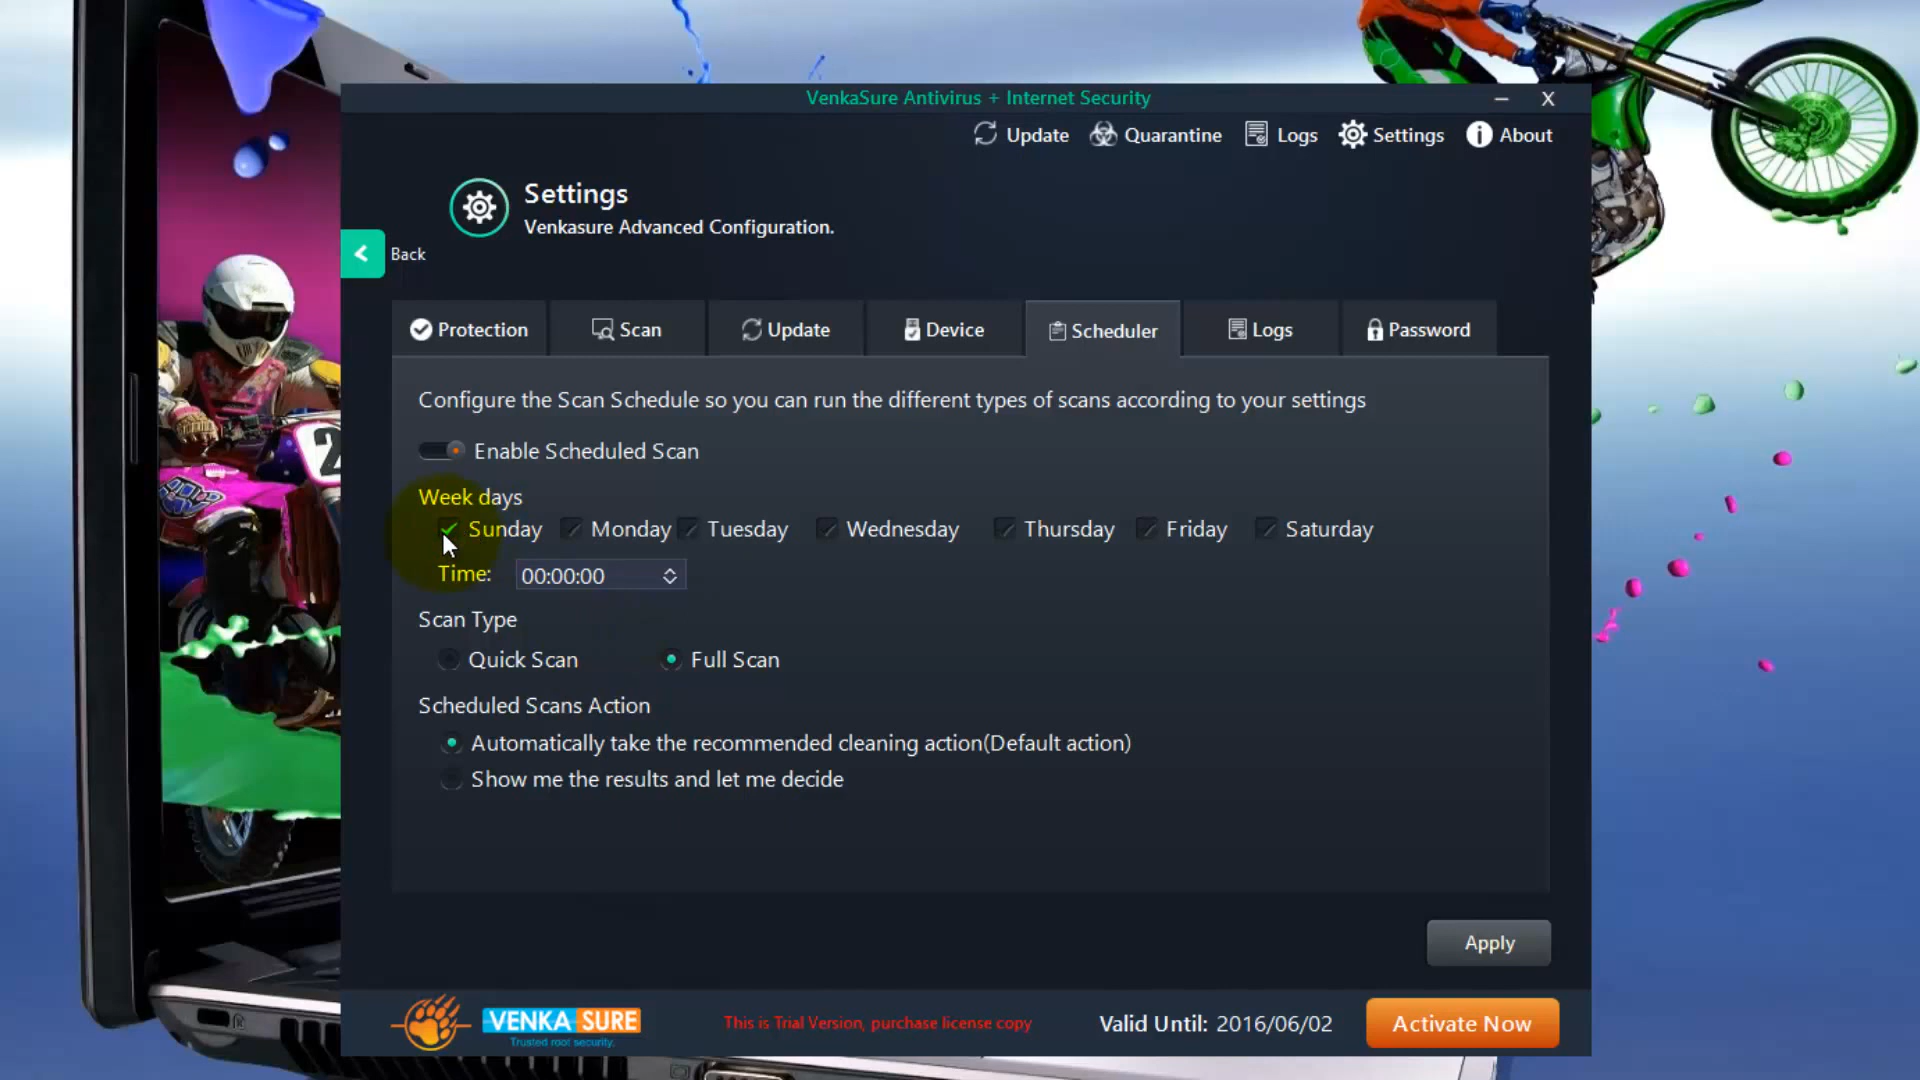 VenkaSure Antivirus + Internet Security
X
Update Quarantine Logs Settings About
Settings
Venkasure Advanced Configuration.
Back
Protection Scan Update Device Scheduler Logs Password
Configure the Scan Schedule so you can run the different types of scans according to your settings
Enable Scheduled Scan
Week days
Sunday Monday Tuesday Wednesday Thursday Friday Saturday
Time: 00:00:00
Scan Type
Quick Scan Full Scan
Scheduled Scans Action
Automatically take the recommended cleaning action(Default action)
Show me the results and let me decide
Apply
VENKA SURE
Trusted root security.
This is Trial Version, purchase license copy
Valid Until: 2016/06/02
Activate Now